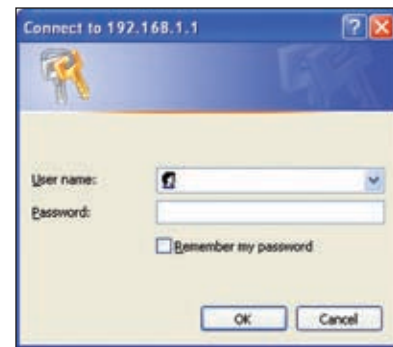 Connect to 192.168.1.1
User name:
Password:
Remember my password
OK
Cancel